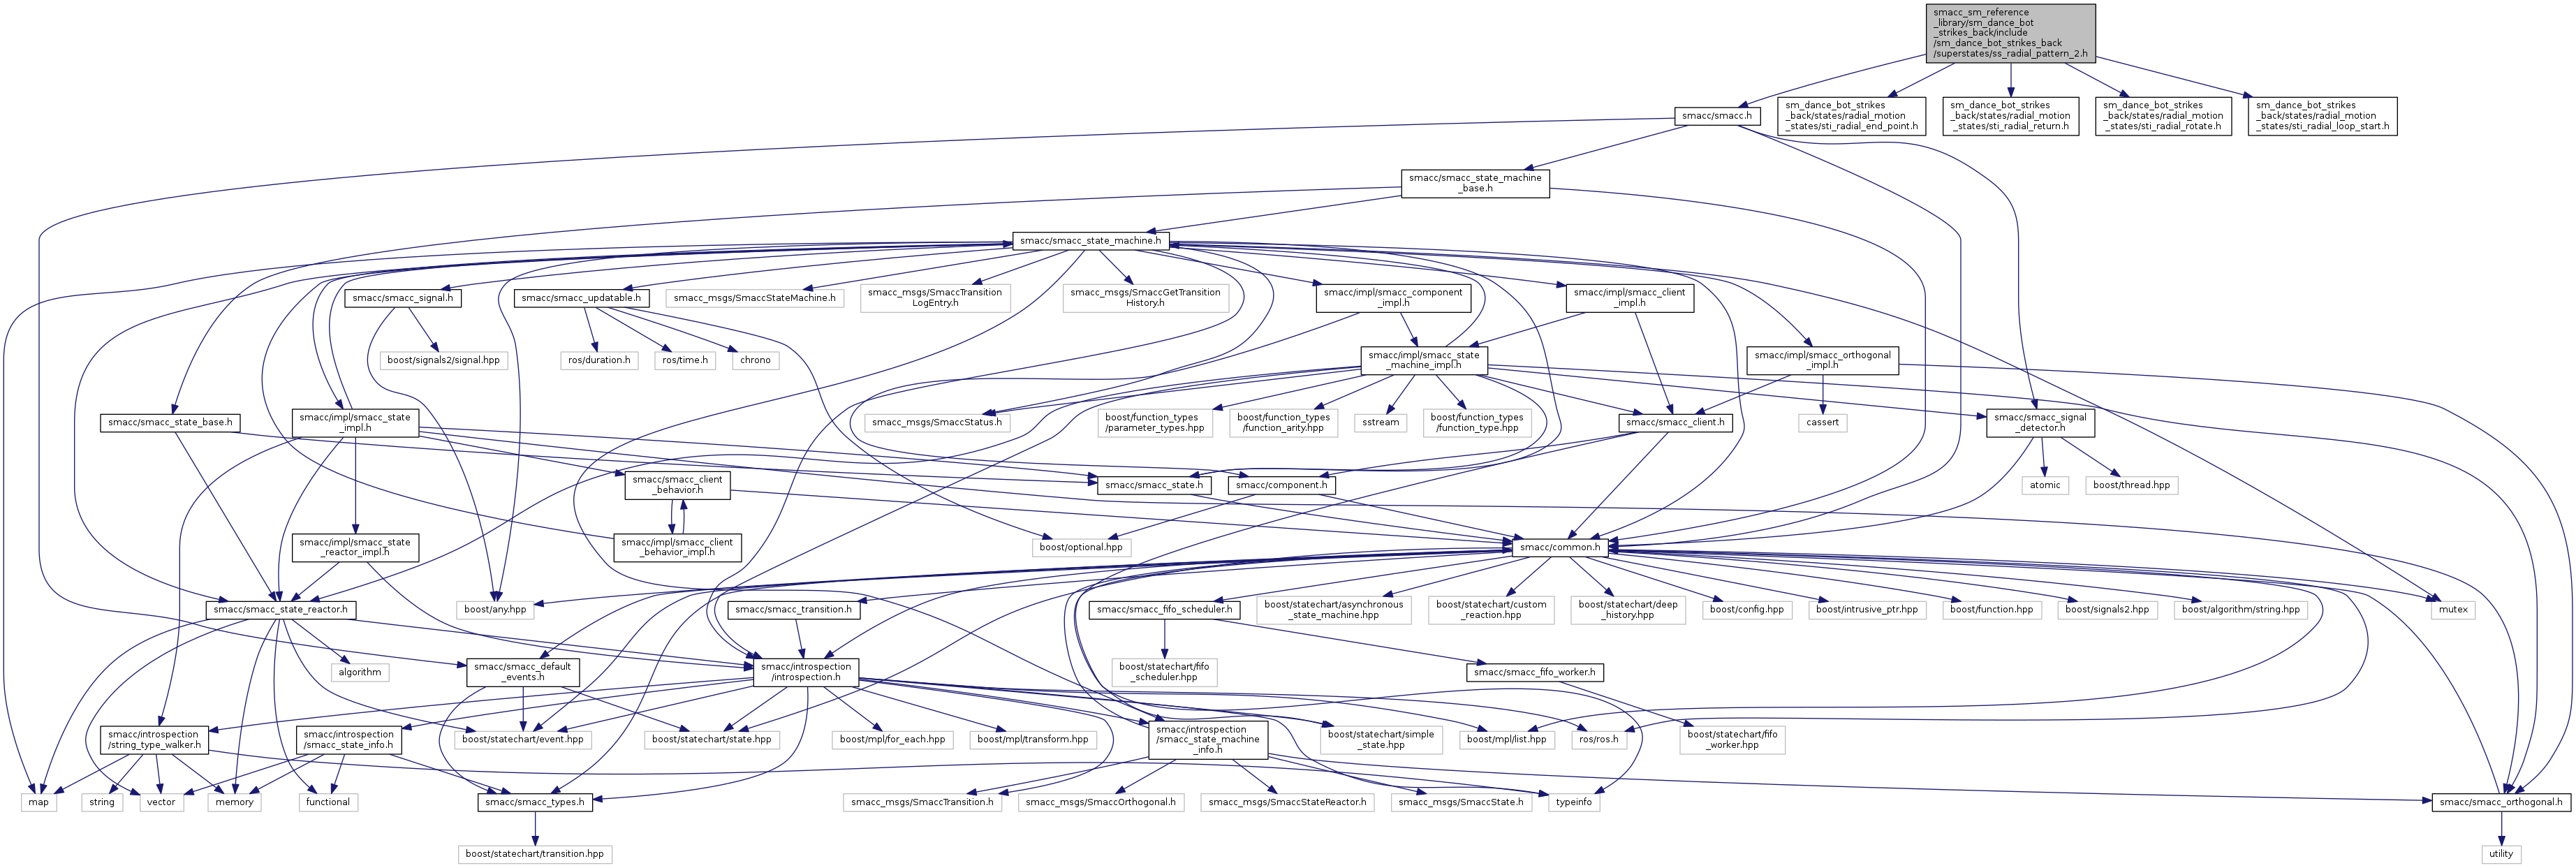 smacc_sm_reference
_library/sm_dance_bot
_strikes_back/include
/sm_dance_bot_strikes_back
/superstates/ss_radial_pattern_2.h
smacc/smacc.h
sm_dance_bot_strikes
_back/states/radial_motion
_states/sti_radial_end_point.h
sm_dance_bot_strikes
_back/states/radial_motion
_states/sti_radial_return.h
sm_dance_bot_strikes
_back/states/radial_motion
_states/sti_radial_rotate.h
sm_dance_bot_strikes
_back/states/radial_motion
_states/sti_radial_loop_start.h
smacc/smacc_state_machine
_base.h
smacc/smacc_state_machine.h
smacc/smacc_signal.h
smacc/smacc_updatable.h
smacc_msgs/SmaccStateMachine.h
smacc_msgs/SmaccTransition
LogEntry.h
smacc_msgs/SmaccGetTransition
History.h
smacc/impl/smacc_component
_impl.h
smacc/impl/smacc_client
_impl.h
boost/signals2/signal.hpp
ros/duration.h
ros/time.h
chrono
smacc/impl/smacc_state
_machine_impl.h
smacc/impl/smacc_orthogonal
_impl.h
smacc/smacc_state_base.h
smacc/impl/smacc_state
_impl.h
smacc_msgs/SmaccStatus.h
boost/function_types
/parameter_types.hpp
boost/function_types
/function_arity.hpp
sstream
boost/function_types
/function_type.hpp
smacc/smacc_client.h
cassert
smacc/smacc_signal
_detector.h
smacc/smacc_client
_behavior.h
smacc/smacc_state.h
smacc/component.h
atomic
boost/thread.hpp
smacc/impl/smacc_state
_reactor_impl.h
smacc/impl/smacc_client
_behavior_impl.h
boost/optional.hpp
smacc/common.h
smacc/smacc_state_reactor.h
boost/any.hpp
smacc/smacc_transition.h
smacc/smacc_fifo_scheduler.h
boost/statechart/asynchronous
_state_machine.hpp
boost/statechart/custom
_reaction.hpp
boost/statechart/deep
_history.hpp
boost/config.hpp
boost/intrusive_ptr.hpp
boost/function.hpp
boost/signals2.hpp
boost/algorithm/string.hpp
mutex
algorithm
smacc/smacc_default
_events.h
smacc/introspection
/introspection.h
boost/statechart/fifo
_scheduler.hpp
smacc/smacc_fifo_worker.h
smacc/introspection
/string_type_walker.h
smacc/introspection
/smacc_state_info.h
boost/statechart/event.hpp
boost/statechart/state.hpp
boost/mpl/for_each.hpp
boost/mpl/transform.hpp
smacc/introspection
/smacc_state_machine
_info.h
boost/statechart/simple
_state.hpp
boost/mpl/list.hpp
ros/ros.h
boost/statechart/fifo
_worker.hpp
map
string
vector
memory
functional
smacc/smacc_types.h
smacc_msgs/SmaccTransition.h
smacc_msgs/SmaccOrthogonal.h
smacc_msgs/SmaccStateReactor.h
smacc_msgs/SmaccState.h
typeinfo
smacc/smacc_orthogonal.h
boost/statechart/transition.hpp
utility